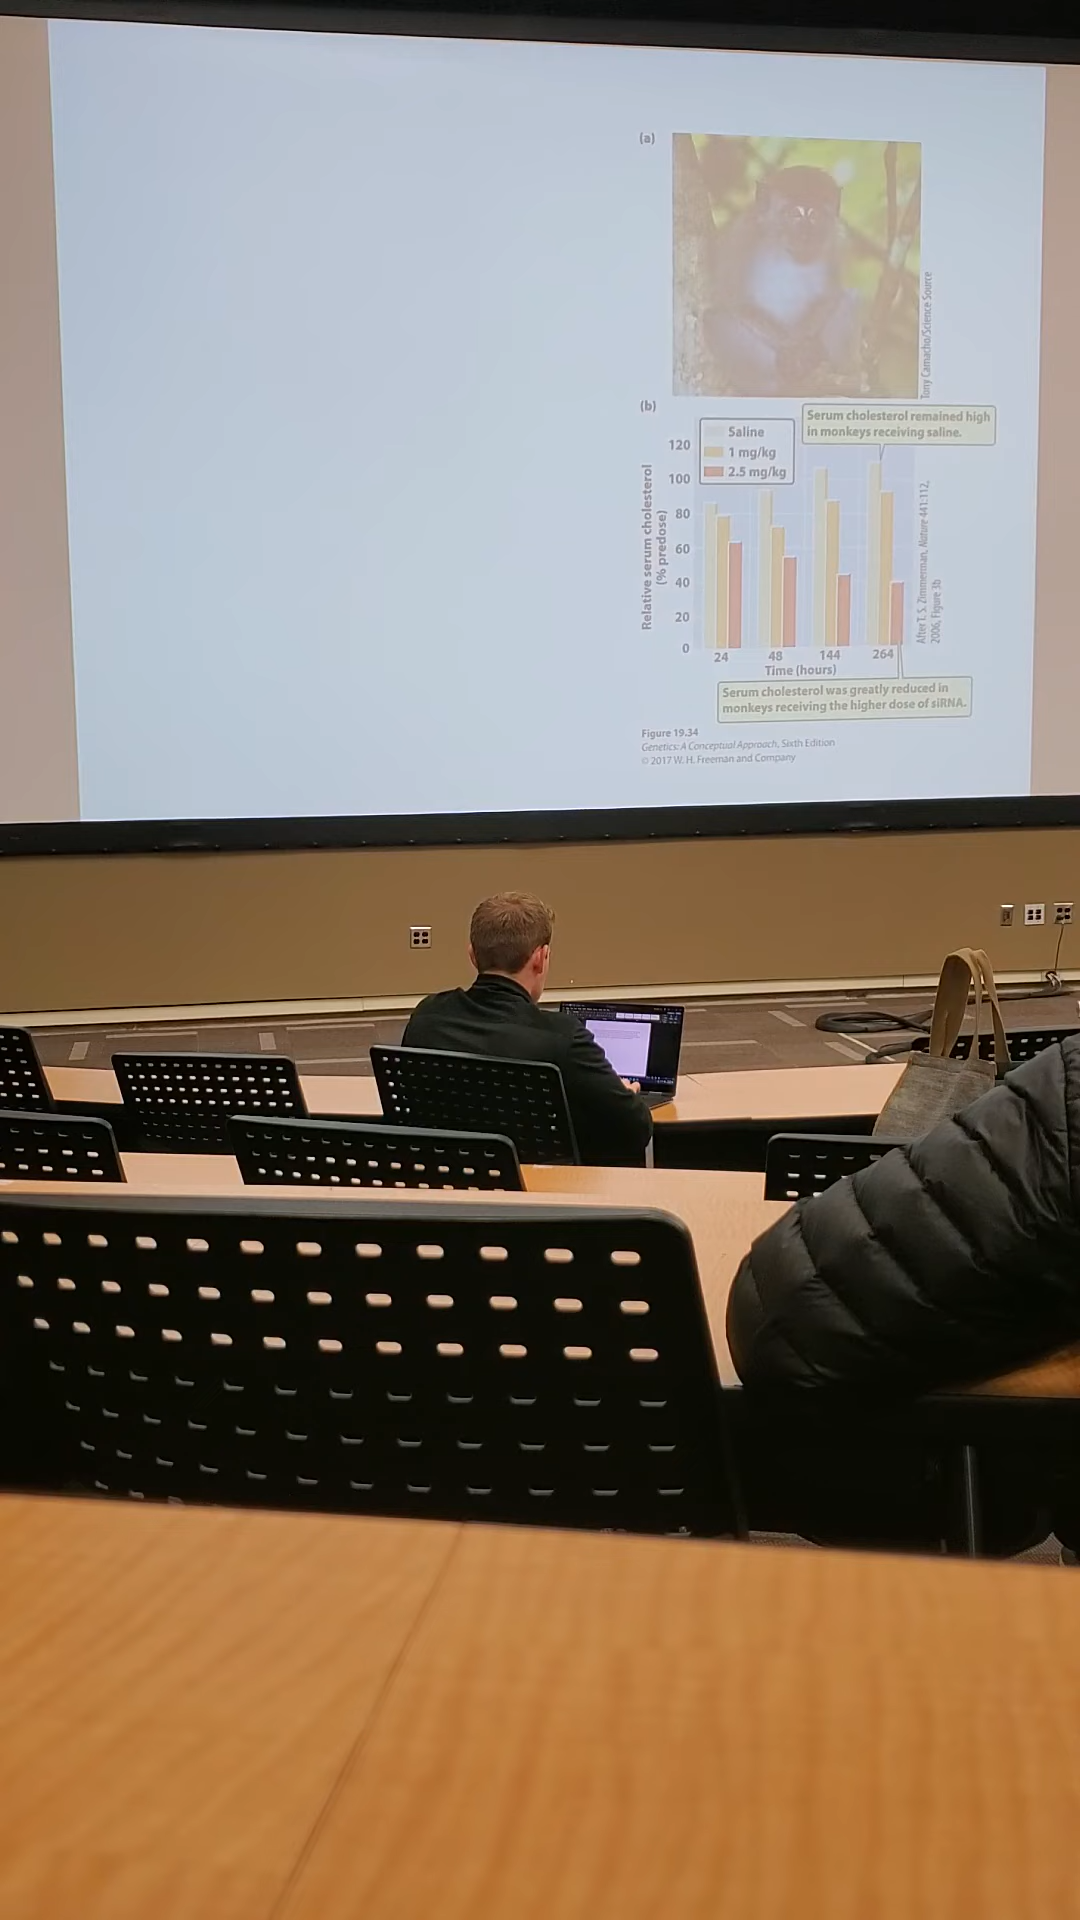 (a)
Tony Camacho/Science Source
(b)
Serum cholesterol remained high
in monkeys receiving saline.
Saline
1 mg/kg
2.5 mg/kg
Relative serum cholesterol
(% predose)
120
100
80
60
40
20
0
24 48 144 264
Time (hours)
After T. S. Zimmerman, Nature 441:112,
2006, Figure 3b
Serum cholesterol was greatly reduced in
monkeys receiving the higher dose of siRNA.
Figure 19.34
Genetics: A Conceptual Approach, Sixth Edition
© 2017 W. H. Freeman and Company